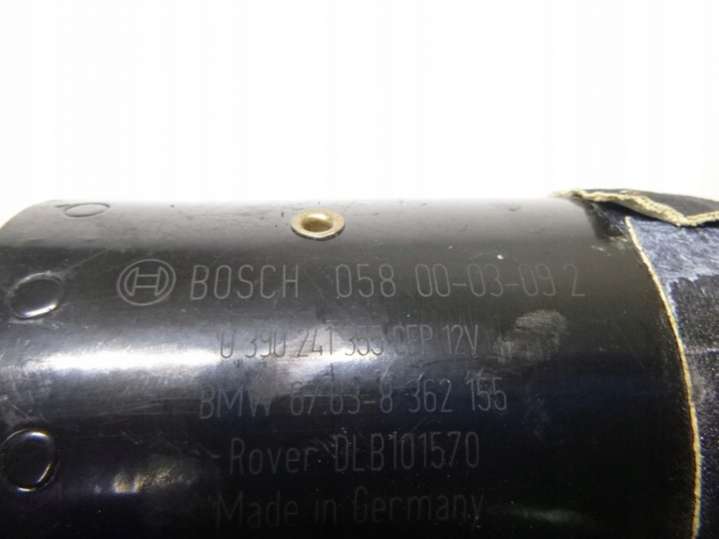 BOSCH 058 00-03-09 2
0 390 241 355 CEP 12V
BMW 67.63-8 362 155
Rover DLB101570
Made in Germany